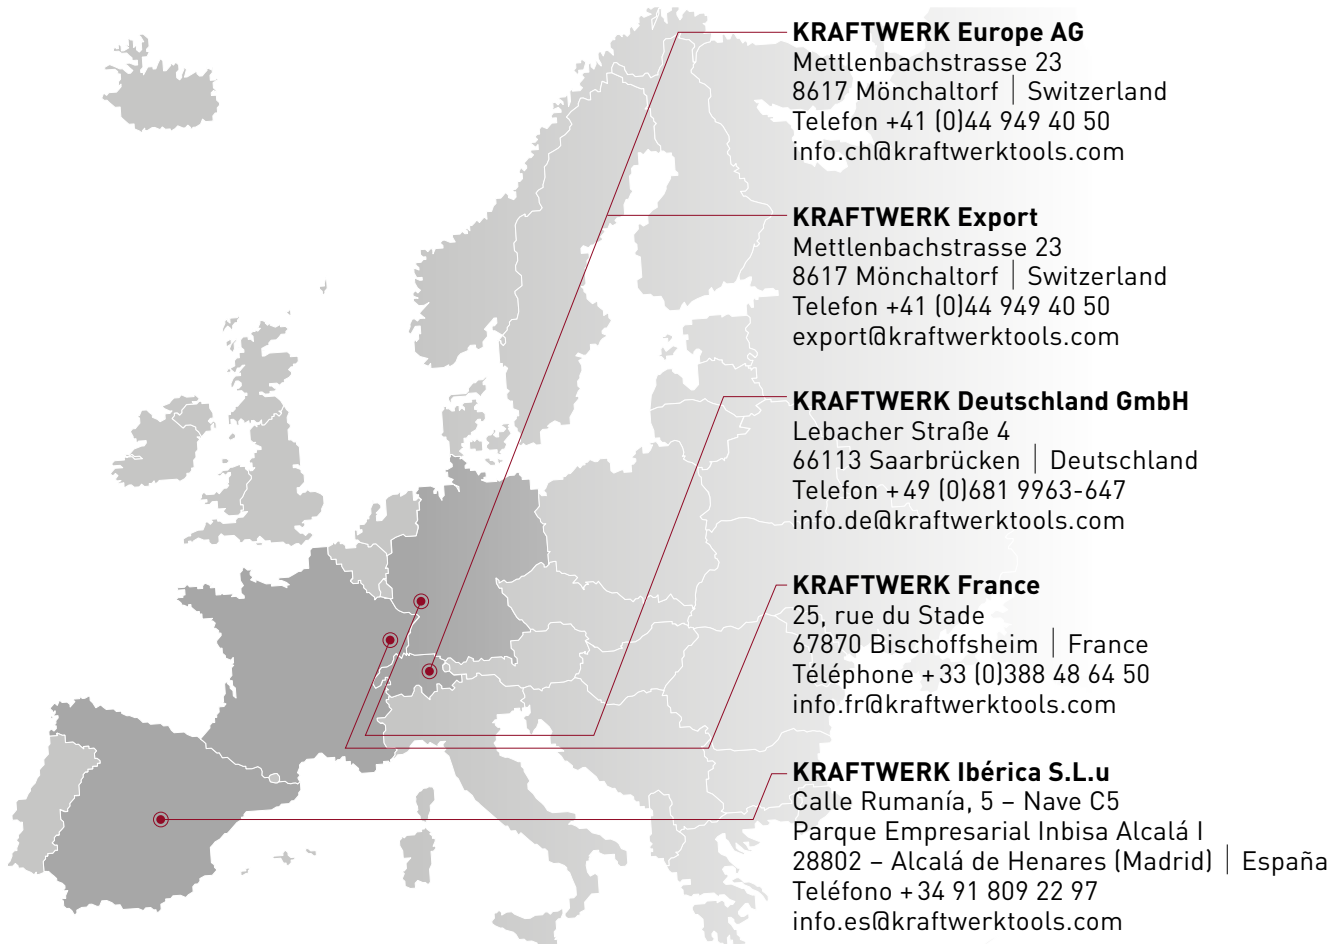 KRAFTWERK Europe AG
Mettlenbachstrasse 23
8617 Mönchaltorf | Switzerland
Telefon +41 (0)44 949 40 50
info.ch@kraftwerktools.com
KRAFTWERK Export
Mettlenbachstrasse 23
8617 Mönchaltorf | Switzerland
Telefon +41 (0)44 949 40 50
export@kraftwerktools.com
KRAFTWERK Deutschland GmbH
Lebacher Straße 4
66113 Saarbrücken | Deutschland
Telefon +49 (0)681 9963-647
info.de@kraftwerktools.com
KRAFTWERK France
25, rue du Stade
67870 Bischoffsheim | France
Téléphone +33 (0)388 48 64 50
info.fr@kraftwerktools.com
KRAFTWERK Ibérica S.L.u
Calle Rumanía, 5 – Nave C5
Parque Empresarial Inbisa Alcalá I
28802 – Alcalá de Henares (Madrid) | España
Teléfono +34 91 809 22 97
info.es@kraftwerktools.com